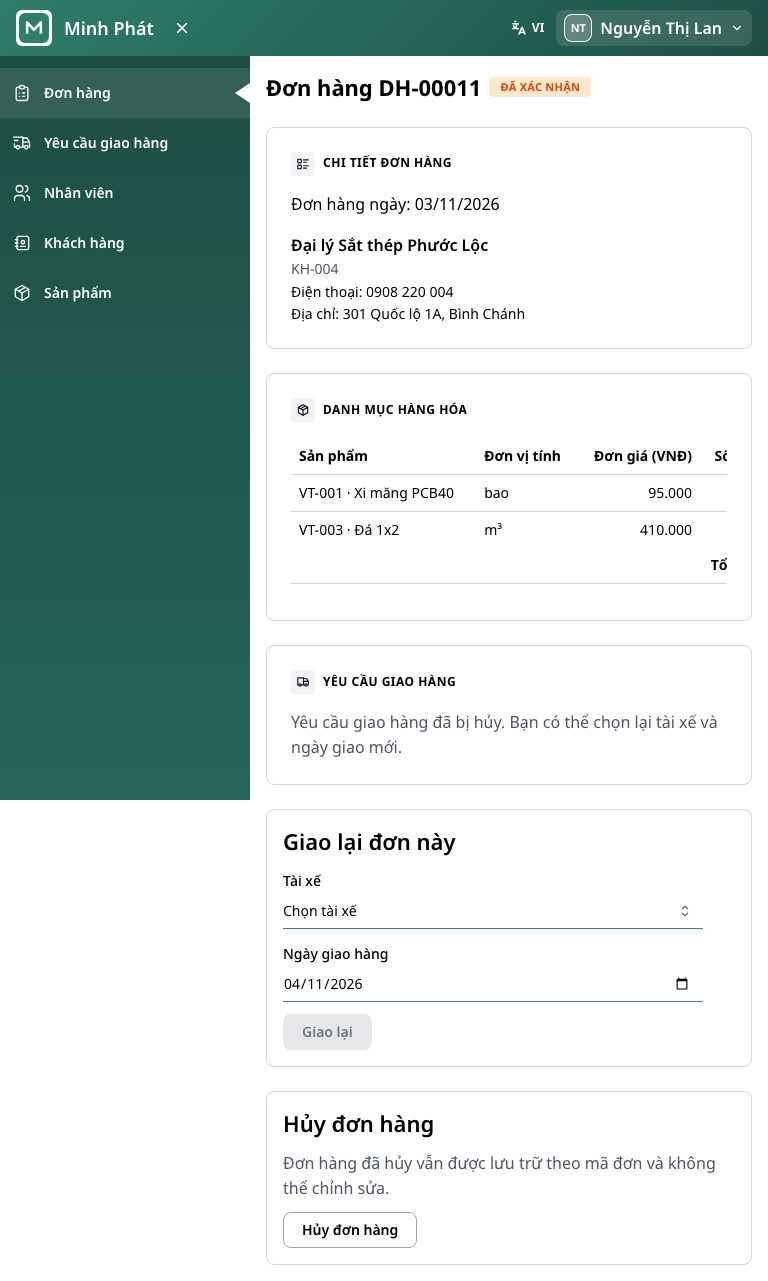 Minh Phát
VI
NT
Nguyễn Thị Lan
Đơn hàng
Yêu cầu giao hàng
Nhân viên
Khách hàng
Sản phẩm
Đơn hàng DH-00011
ĐÃ XÁC NHẬN
CHI TIẾT ĐƠN HÀNG
Đơn hàng ngày: 03/11/2026
Đại lý Sắt thép Phước Lộc
KH-004
Điện thoại: 0908 220 004
Địa chỉ: 301 Quốc lộ 1A, Bình Chánh
DANH MỤC HÀNG HÓA
Sản phẩm Đơn vị tính Đơn giá (VNĐ)
VT-001 · Xi măng PCB40 bao 95.000
VT-003 · Đá 1x2 m³ 410.000
YÊU CẦU GIAO HÀNG
Yêu cầu giao hàng đã bị hủy. Bạn có thể chọn lại tài xế và
ngày giao mới.
Giao lại đơn này
Tài xế
Chọn tài xế
Ngày giao hàng
04/11/2026
Giao lại
Hủy đơn hàng
Đơn hàng đã hủy vẫn được lưu trữ theo mã đơn và không
thể chỉnh sửa.
Hủy đơn hàng